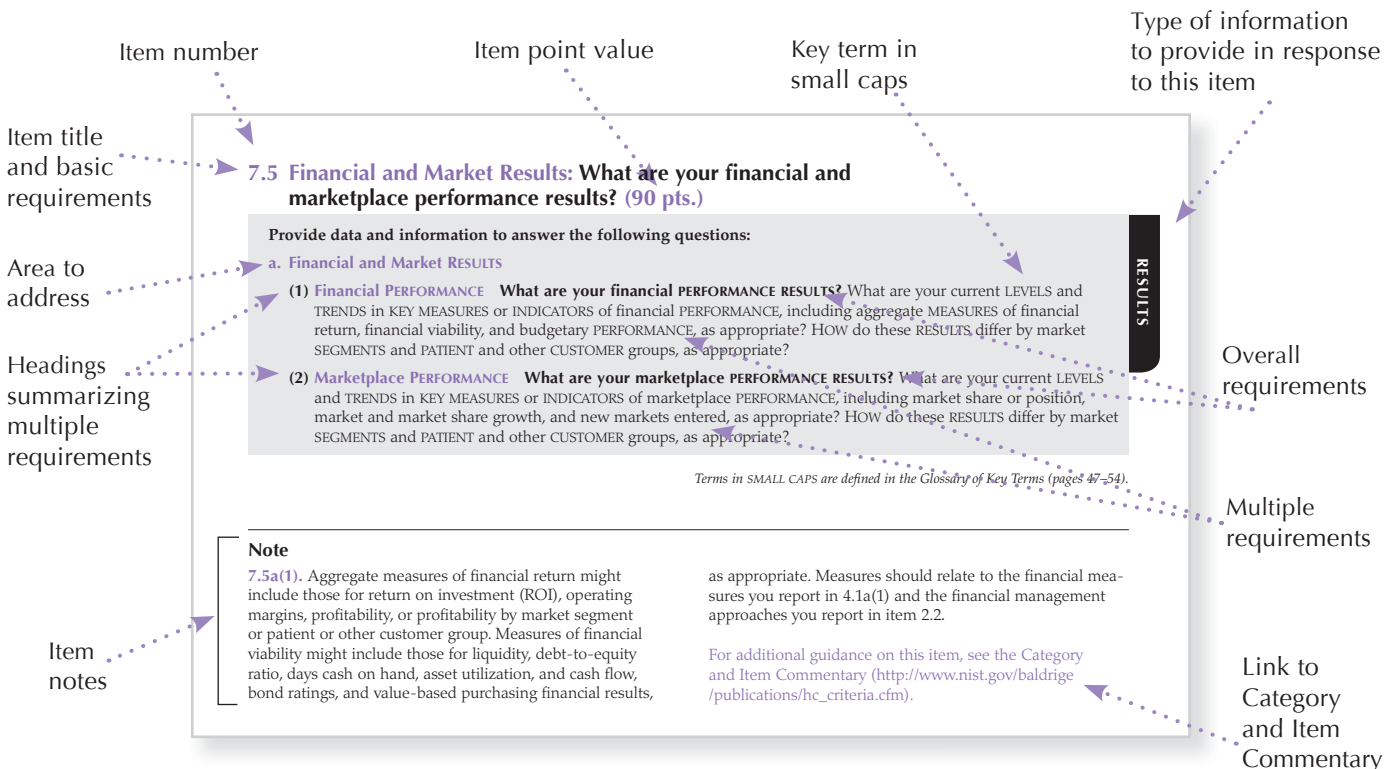 Item number
Item point value
Key term in
small caps
Type of information
to provide in response
to this item
Item title
and basic
requirements
7.5 Financial and Market Results: What are your financial and
marketplace performance results? (90 pts.)
Provide data and information to answer the following questions:
Area to
address
a. Financial and Market RESULTS
(1) Financial PERFORMANCE What are your financial PERFORMANCE RESULTS? What are your current LEVELS and
TRENDS in KEY MEASURES or INDICATORS of financial PERFORMANCE, including aggregate MEASURES of financial
return, financial viability, and budgetary PERFORMANCE, as appropriate? HOW do these RESULTS differ by market
SEGMENTS and PATIENT and other CUSTOMER groups, as appropriate?
Headings
summarizing
multiple
requirements
(2) Marketplace PERFORMANCE What are your marketplace PERFORMANCE RESULTS? What are your current LEVELS
and TRENDS in KEY MEASURES or INDICATORS of marketplace PERFORMANCE, including market share or position,
market and market share growth, and new markets entered, as appropriate? HOW do these RESULTS differ by market
SEGMENTS and PATIENT and other CUSTOMER groups, as appropriate?
RESULTS
Overall
requirements
Terms in SMALL CAPS are defined in the Glossary of Key Terms (pages 47–54).
Multiple
requirements
Note
7.5a(1). Aggregate measures of financial return might
include those for return on investment (ROI), operating
margins, profitability, or profitability by market segment
or patient or other customer group. Measures of financial
viability might include those for liquidity, debt-to-equity
ratio, days cash on hand, asset utilization, and cash flow,
bond ratings, and value-based purchasing financial results,
as appropriate. Measures should relate to the financial mea-
sures you report in 4.1a(1) and the financial management
approaches you report in item 2.2.
For additional guidance on this item, see the Category
and Item Commentary (http://www.nist.gov/baldrige
/publications/hc_criteria.cfm).
Item
notes
Link to
Category
and Item
Commentary